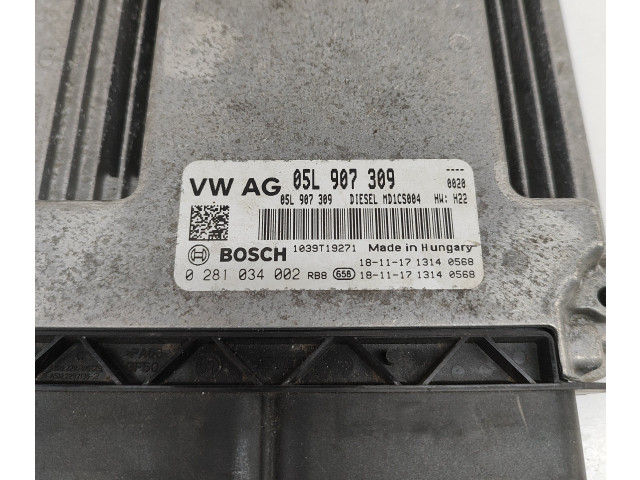 VW AG 05L 907 309
----
0020
05L 907 309 DIESEL MD1CS004 HW: H22
BOSCH 1039T19271 Made in Hungary
18-11-17 1314 0568
0 281 034 002 RB8 658 18-11-17 1314 0568